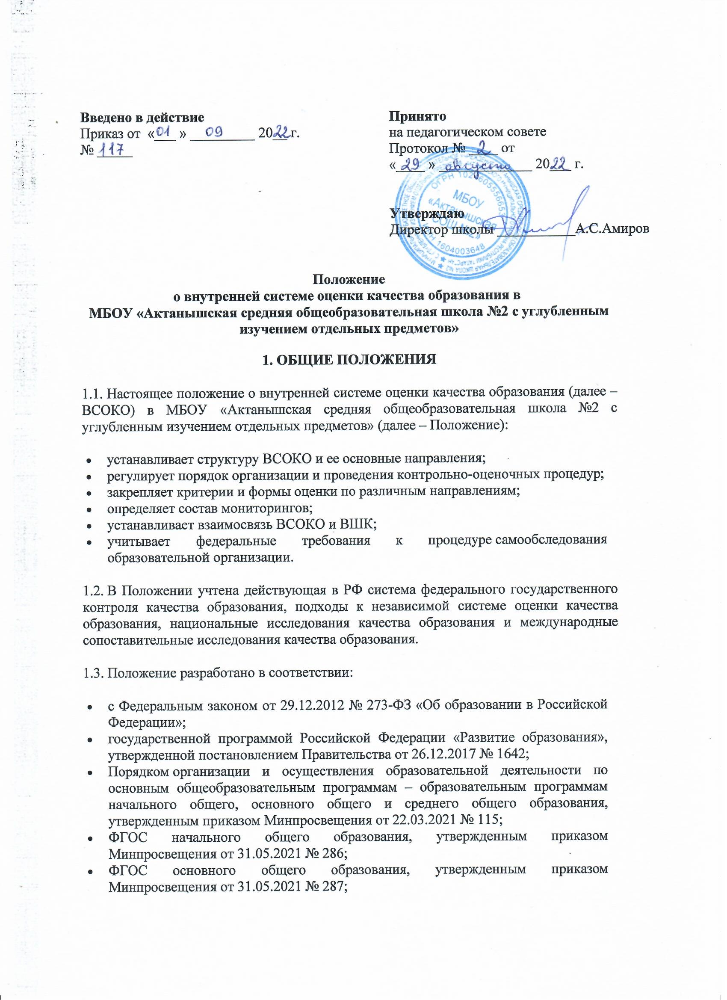 Введено в действие
Приказ от «01 » 09 2022г.
№ 117
Принято
на педагогическом совете
Протокол № 2 от
«29 » августа 2022 г.
Утверждаю
Директор школы А.С.Амиров
МБОУ
«Актанышская
СОШ №2»
ИНН 1604003648
Положение
о внутренней системе оценки качества образования в
МБОУ «Актанышская средняя общеобразовательная школа №2 с углубленным
изучением отдельных предметов»
1. ОБЩИЕ ПОЛОЖЕНИЯ
1.1. Настоящее положение о внутренней системе оценки качества образования (далее –
ВСОКО) в МБОУ «Актанышская средняя общеобразовательная школа №2 с
углубленным изучением отдельных предметов» (далее – Положение):
• устанавливает структуру ВСОКО и ее основные направления;
• регулирует порядок организации и проведения контрольно-оценочных процедур;
• закрепляет критерии и формы оценки по различным направлениям;
• определяет состав мониторингов;
• устанавливает взаимосвязь ВСОКО и ВШК;
• учитывает федеральные требования к процедуре самообследования
образовательной организации.
1.2. В Положении учтена действующая в РФ система федерального государственного
контроля качества образования, подходы к независимой системе оценки качества
образования, национальные исследования качества образования и международные
сопоставительные исследования качества образования.
1.3. Положение разработано в соответствии:
• с Федеральным законом от 29.12.2012 № 273-ФЗ «Об образовании в Российской
Федерации»;
• государственной программой Российской Федерации «Развитие образования»,
утвержденной постановлением Правительства от 26.12.2017 № 1642;
• Порядком организации и осуществления образовательной деятельности по
основным общеобразовательным программам – образовательным программам
начального общего, основного общего и среднего общего образования,
утвержденным приказом Минпросвещения от 22.03.2021 № 115;
• ФГОС начального общего образования, утвержденным приказом
Минпросвещения от 31.05.2021 № 286;
• ФГОС основного общего образования, утвержденным приказом
Минпросвещения от 31.05.2021 № 287;